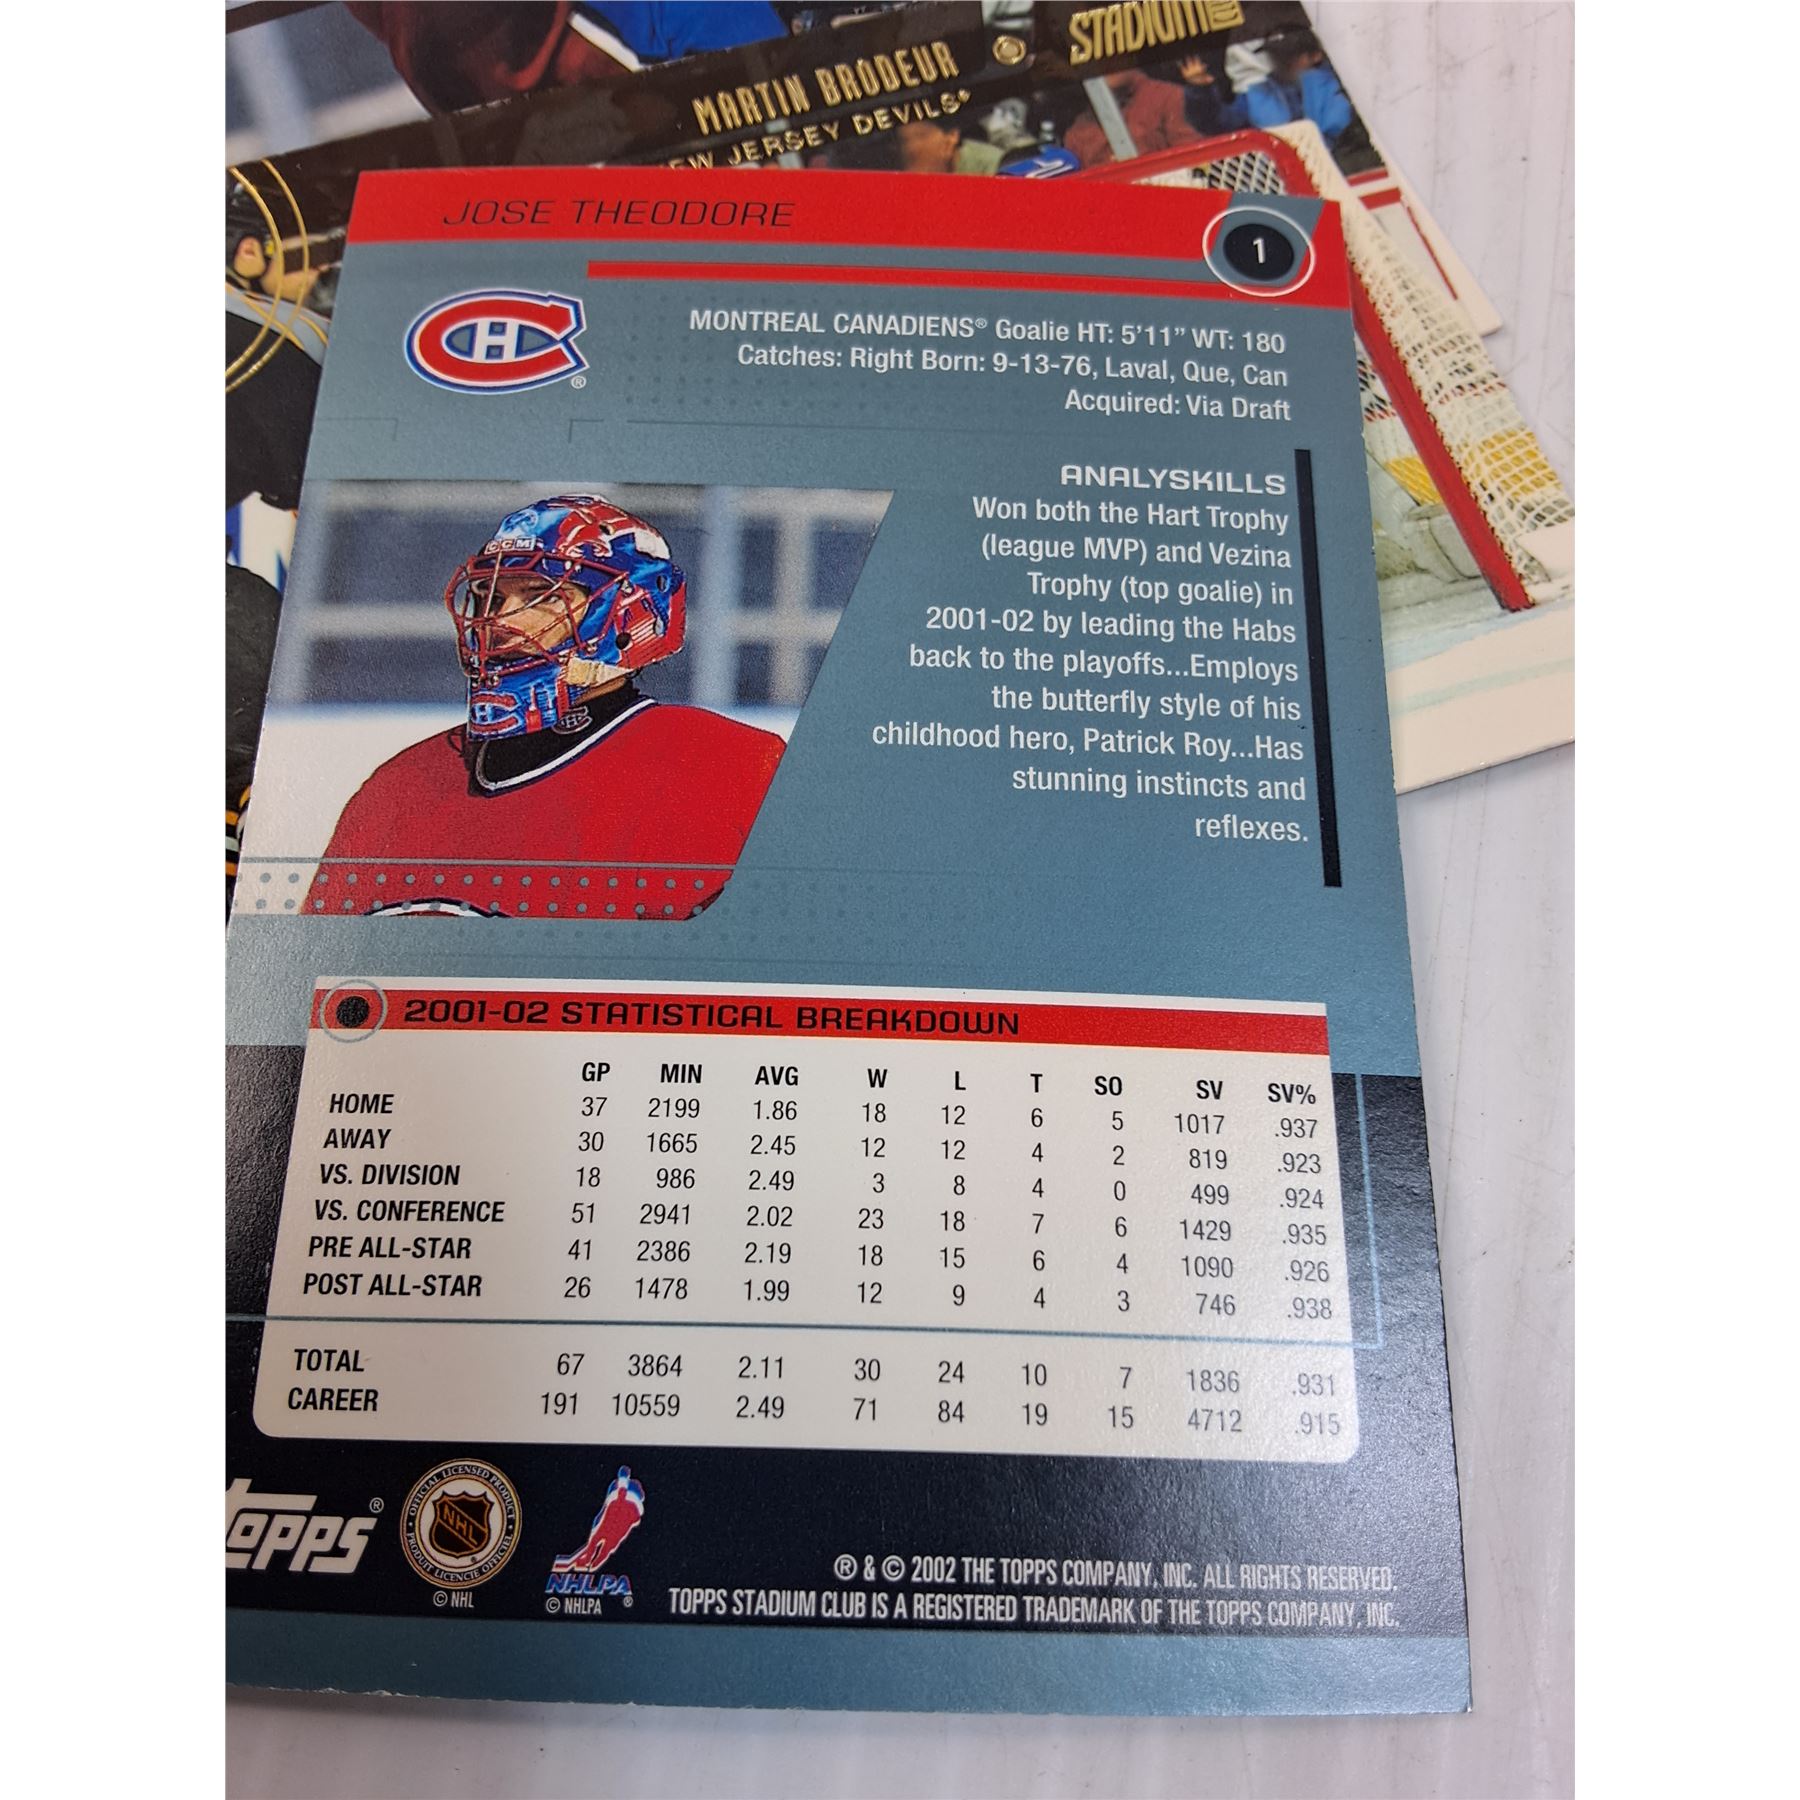 STADIUM
MARTIN BRODEUR
JERSEY DEVILS
JOSE THEODORE
1
MONTREAL CANADIENS® Goalie HT: 5'11" WT: 180
Catches: Right Born: 9-13-76, Laval, Que, Can
Acquired: Via Draft
ANALYSKILLS
Won both the Hart Trophy
(league MVP) and Vezina
Trophy (top goalie) in
2001-02 by leading the Habs
back to the playoffs...Employs
the butterfly style of his
childhood hero, Patrick Roy...Has
stunning instincts and
reflexes.
CCM
2001-02 STATISTICAL BREAKDOWN
GP MIN AVG W L T SO SV SV%
HOME 37 2199 1.86 18 12 6 5 1017 .937
AWAY 30 1665 2.45 12 12 4 2 819 .923
VS. DIVISION 18 986 2.49 3 8 4 0 499 .924
VS. CONFERENCE 51 2941 2.02 23 18 7 6 1429 .935
PRE ALL-STAR 41 2386 2.19 18 15 6 4 1090 .926
POST ALL-STAR 26 1478 1.99 12 9 4 3 746 .938
TOTAL 67 3864 2.11 30 24 10 7 1836 .931
CAREER 191 10559 2.49 71 84 19 15 4712 .915
topps®
OFFICIAL LICENSED PRODUCT
NHL
PRODUIT LICENCIÉ OFFICIEL
© NHL
NHLPA
© NHLPA ®
® & © 2002 THE TOPPS COMPANY, INC. ALL RIGHTS RESERVED.
TOPPS STADIUM CLUB IS A REGISTERED TRADEMARK OF THE TOPPS COMPANY, INC.